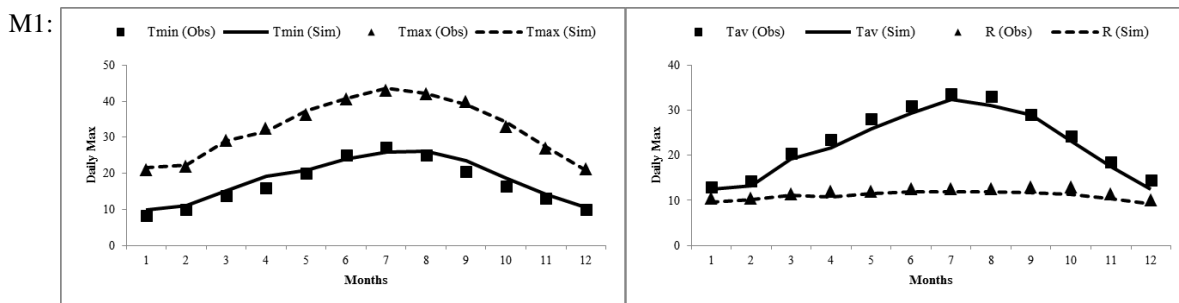 M1:
Tmin (Obs) Tmin (Sim) Tmax (Obs) Tmax (Sim)
50
40
30
20
10
0
Daily Max
1 2 3 4 5 6 7 8 9 10 11 12
Months
Tav (Obs) Tav (Sim) R (Obs) R (Sim)
40
30
20
10
0
Daily Max
1 2 3 4 5 6 7 8 9 10 11 12
Months